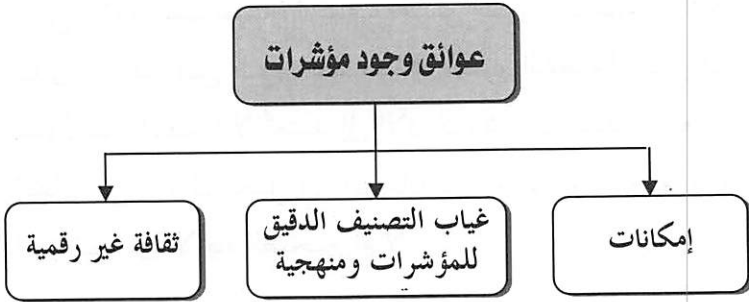 عوائق وجود مؤشرات
إمكانات
غياب التصنيف الدقيق
للمؤشرات ومنهجية
ثقافة غير رقمية